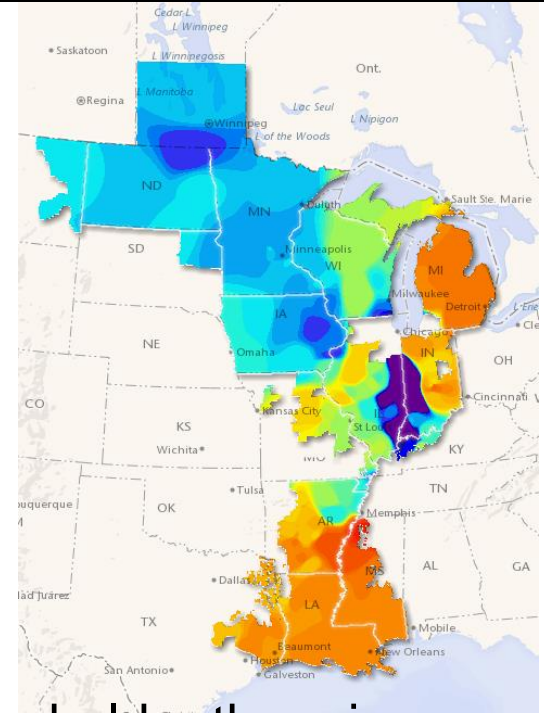 Cedar L
L Winnipeg
Saskatoon
L Winnipegosis
Ont.
L Manitoba
Lac Seul
Regina
L Nipigon
Winnipeg
L of the Woods
ND
Duluth
Sault Ste. Marie
MN
SD
Minneapolis
WI
MI
Milwaukee
Detroit
IA
Chicago
NE
Omaha
IN
OH
CO
Cincinnati
Kansas City
KS
St Lou
KY
Wichita
MO
Tulsa
TN
OK
Memphis
AR
AL
GA
Dallas
MS
TX
LA
Mobile
Beaumont
New Orleans
San Antonio
Houston
Galveston